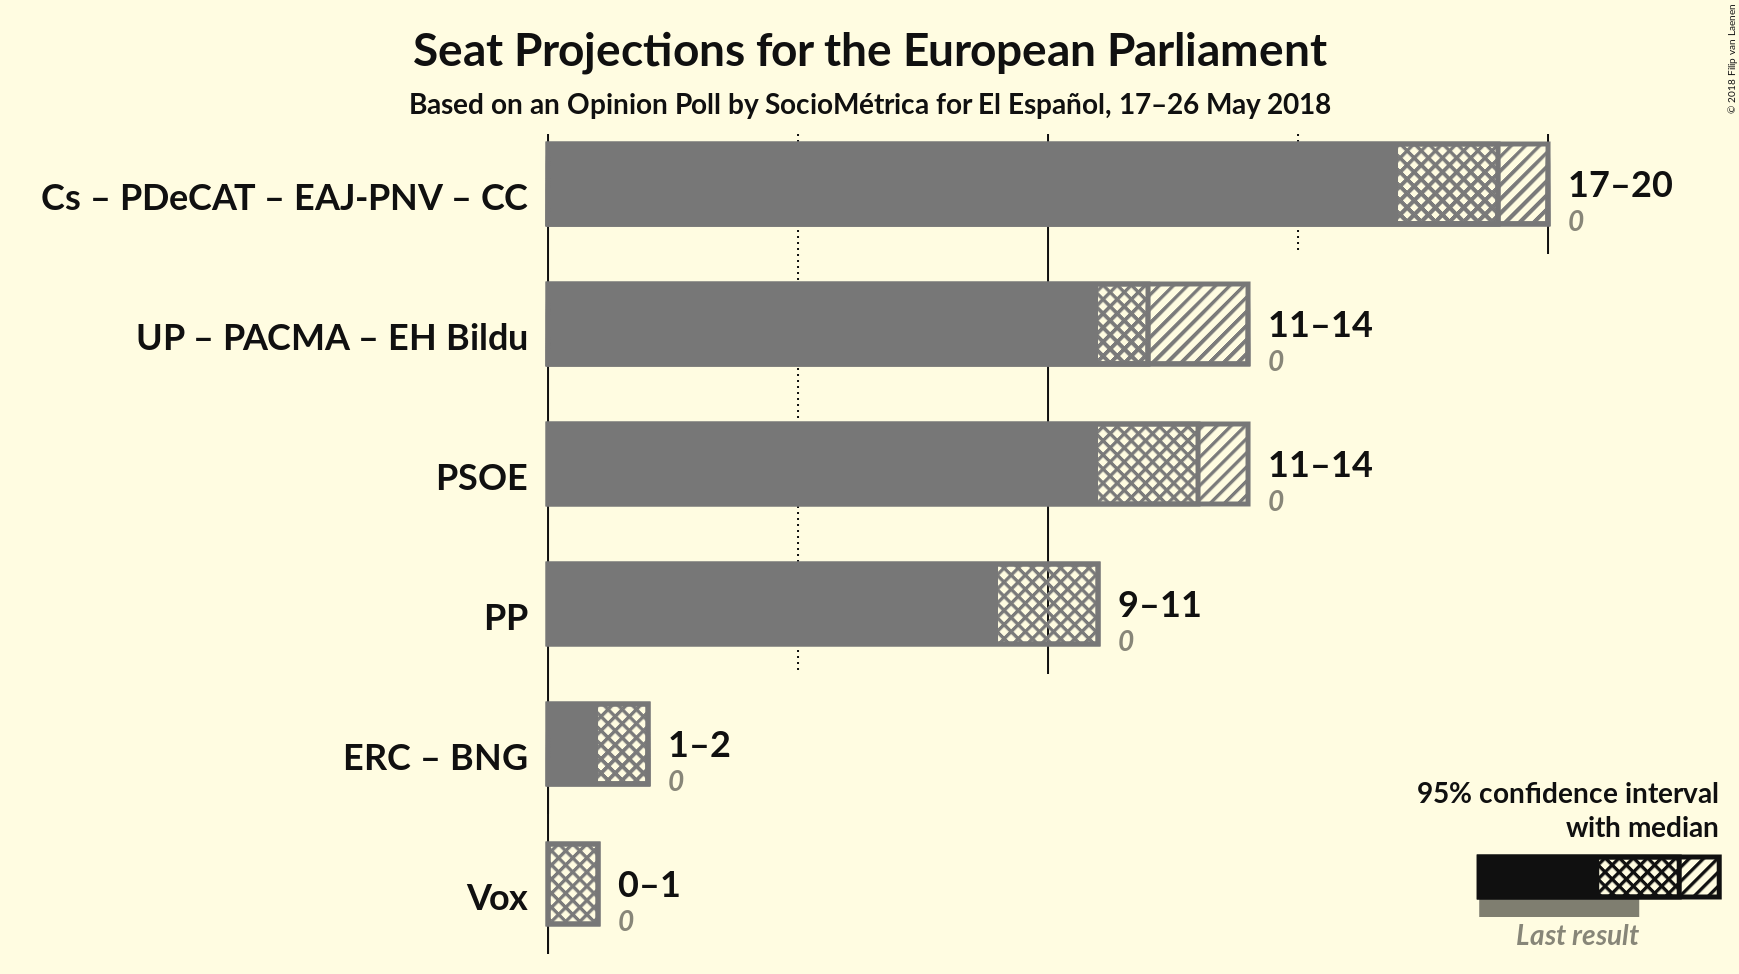 Seat Projections for the European Parliament
Based on an Opinion Poll by SocioMétrica for El Español, 17–26 May 2018
© 2018 Filip van Laenen
Cs – PDeCAT – EAJ-PNV – CC
17–20
0
UP – PACMA – EH Bildu
11–14
0
PSOE
11–14
0
PP
9–11
0
ERC – BNG
1–2
0
Vox
0–1
0
95% confidence interval
with median
Last result